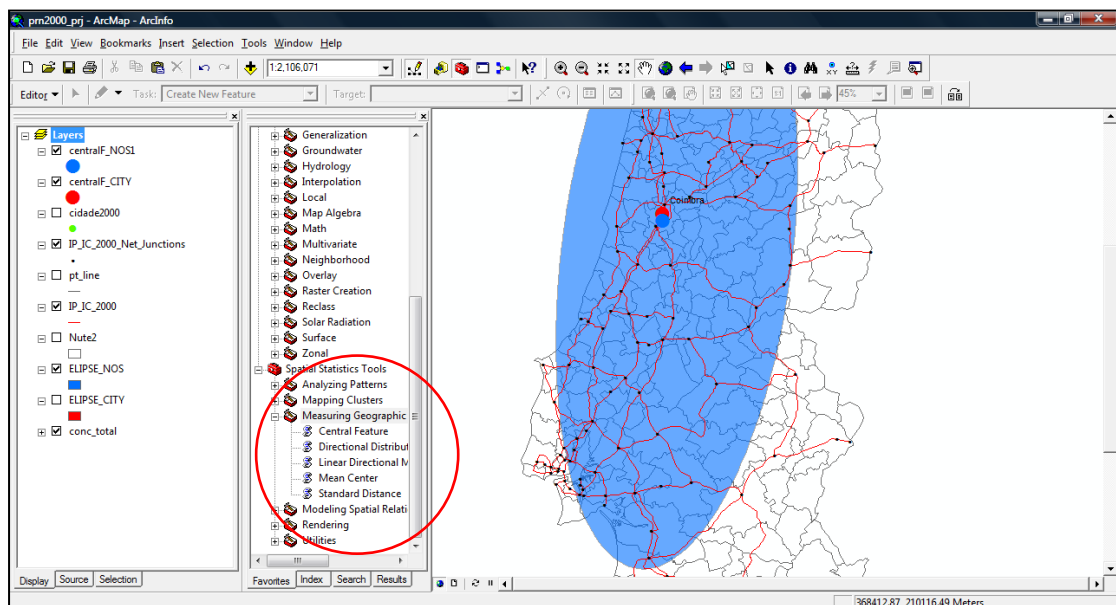 prn2000_prj - ArcMap - ArcInfo
File Edit View Bookmarks Insert Selection Tools Window Help
1:2,106,071
Editor Task: Create New Feature Target: 45%
Layers
centralF_NOS1
centralF_CITY
cidade2000
IP_IC_2000_Net_Junctions
pt_line
IP_IC_2000
Nute2
ELIPSE_NOS
ELIPSE_CITY
conc_total
Display Source Selection
Generalization
Groundwater
Hydrology
Interpolation
Local
Map Algebra
Math
Multivariate
Neighborhood
Overlay
Raster Creation
Reclass
Solar Radiation
Surface
Zonal
Spatial Statistics Tools
Analyzing Patterns
Mapping Clusters
Measuring Geographic
Central Feature
Directional Distribut
Linear Directional M
Mean Center
Standard Distance
Modeling Spatial Relati
Rendering
Utilities
Favorites Index Search Results
Coimbra
368412,87 210116,49 Meters